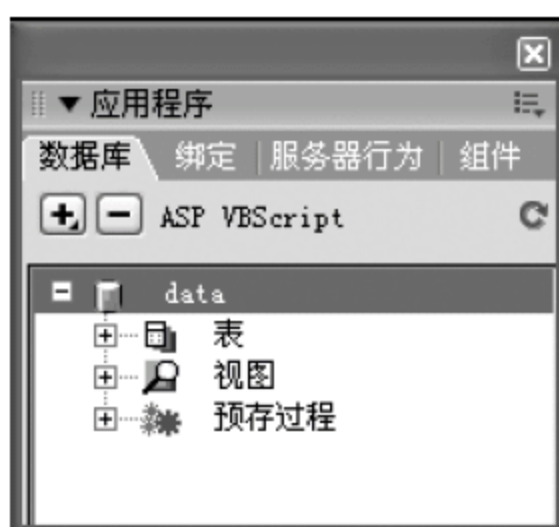 应用程序
数据库 绑定 服务器行为 组件
ASP VBScript
data
表
视图
预存过程